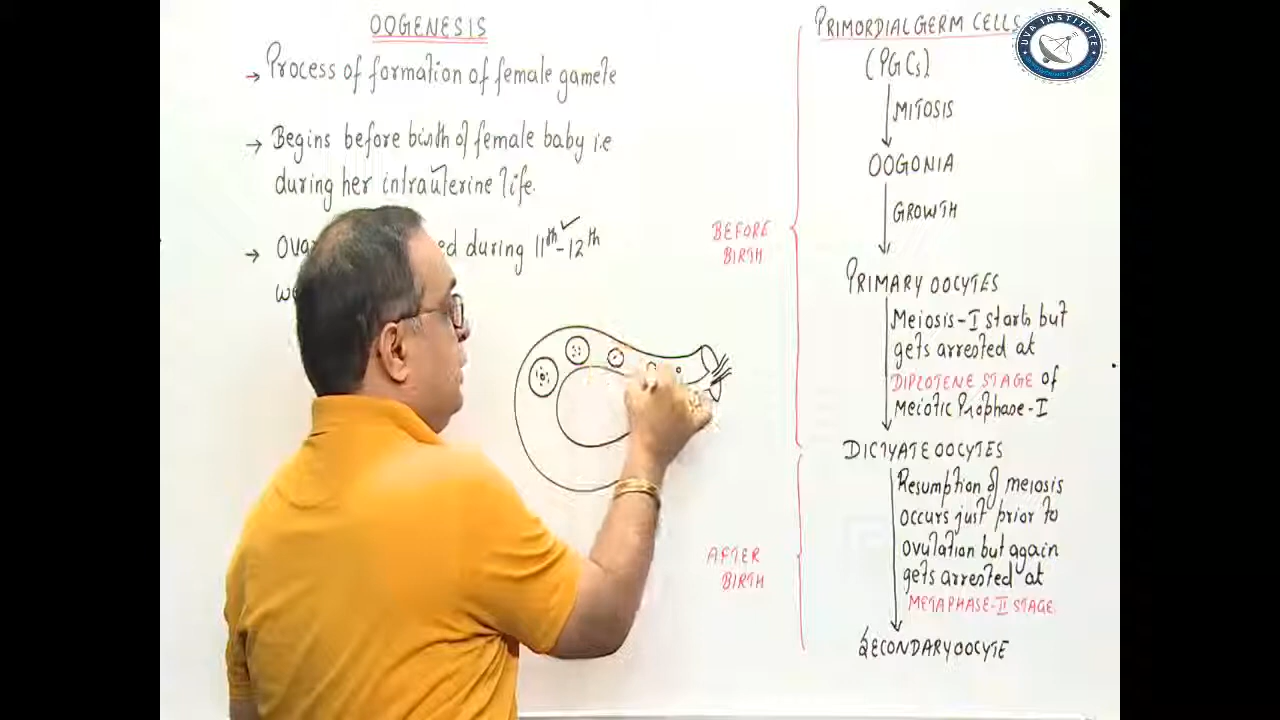 OOGENESIS
→ Process of formation of female gamete
→ Begins before birth of female baby i.e
during her intrauterine life.
→ during 11th-12th
PRIMORDIAL GERM CELLS
(PGCs)
MITOSIS
OOGONIA
GROWTH
PRIMARY OOCYTES
Meiosis-I starts but
gets arrested at
DIPLOTENE STAGE of
Meiotic Prophase-I
DICTYATE OOCYTES
Resumption of meiosis
occurs just prior to
ovulation but again
gets arrested at
METAPHASE-II STAGE
SECONDARY OOCYTE
BEFORE
BIRTH
AFTER
BIRTH
UVA INSTITUTE